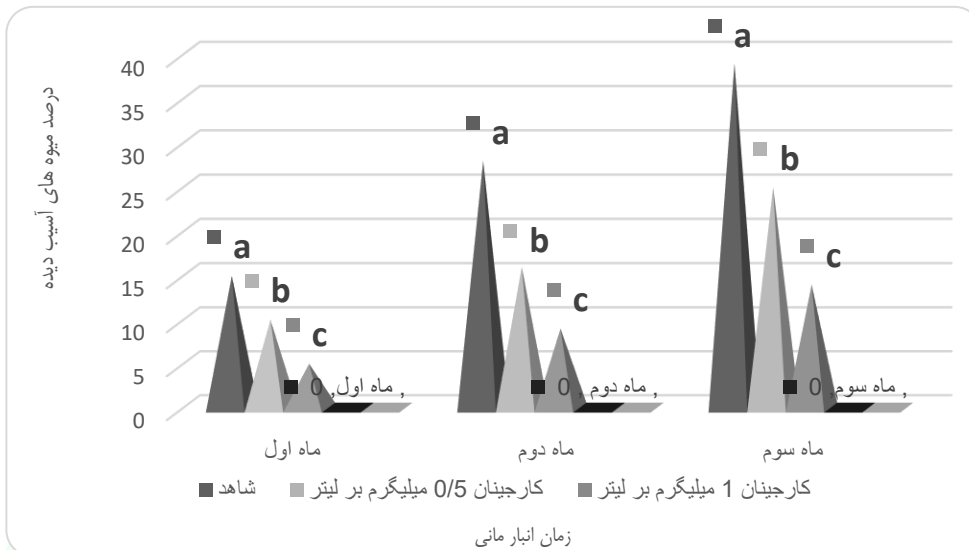 درصد میوه های آسیب دیده
40
35
30
25
20
15
10
5
0
a
b
c
ماه اول, 0 ,
a
b
c
ماه دوم, 0 ,
a
b
c
ماه سوم, 0 ,
ماه اول
ماه دوم
ماه سوم
شاهد
کارجینان 0/5 میلیگرم بر لیتر
کارجینان 1 میلیگرم بر لیتر
زمان انبار مانی